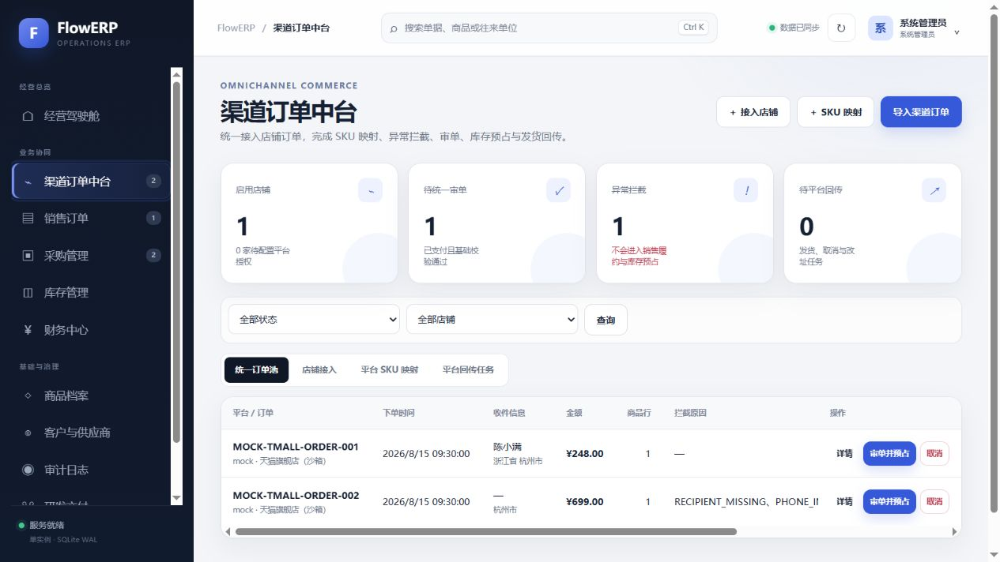 F
FlowERP
OPERATIONS ERP
经营总览
经营驾驶舱
业务协同
渠道订单中台 2
销售订单 1
采购管理 2
库存管理
¥ 财务中心
基础与治理
商品档案
客户与供应商
审计日志
服务就绪
单实例 · SQLite WAL
FlowERP / 渠道订单中台
搜索单据、商品或往来单位 Ctrl K
数据已同步
系
系统管理员
系统管理员
OMNICHANNEL COMMERCE
渠道订单中台
统一接入店铺订单，完成 SKU 映射、异常拦截、审单、库存预占与发货回传。
+ 接入店铺
+ SKU 映射
导入渠道订单
启用店铺
1
0 家待配置平台
授权
待统一审单
✓
1
已支付且基础校
验通过
异常拦截
!
1
不会进入销售履
约与库存预占
待平台回传
0
发货、取消与改
址任务
全部状态
全部店铺
查询
统一订单池 店铺接入 平台 SKU 映射 平台回传任务
平台 / 订单 下单时间 收件信息 金额 商品行 拦截原因 操作
MOCK-TMALL-ORDER-001
mock · 天猫旗舰店（沙箱）
2026/8/15 09:30:00
陈小满
浙江省 杭州市
¥248.00
1
—
详情 审单并预占 取消
MOCK-TMALL-ORDER-002
mock · 天猫旗舰店（沙箱）
2026/8/15 09:30:00
—
杭州市
¥699.00
1
RECIPIENT_MISSING、PHONE_I
详情 审单并预占 取消